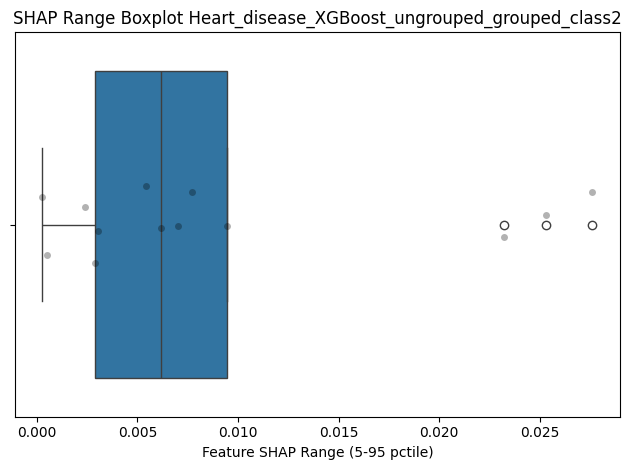 SHAP Range Boxplot Heart_disease_XGBoost_ungrouped_grouped_class2
0.000 0.005 0.010 0.015 0.020 0.025
Feature SHAP Range (5-95 pctile)